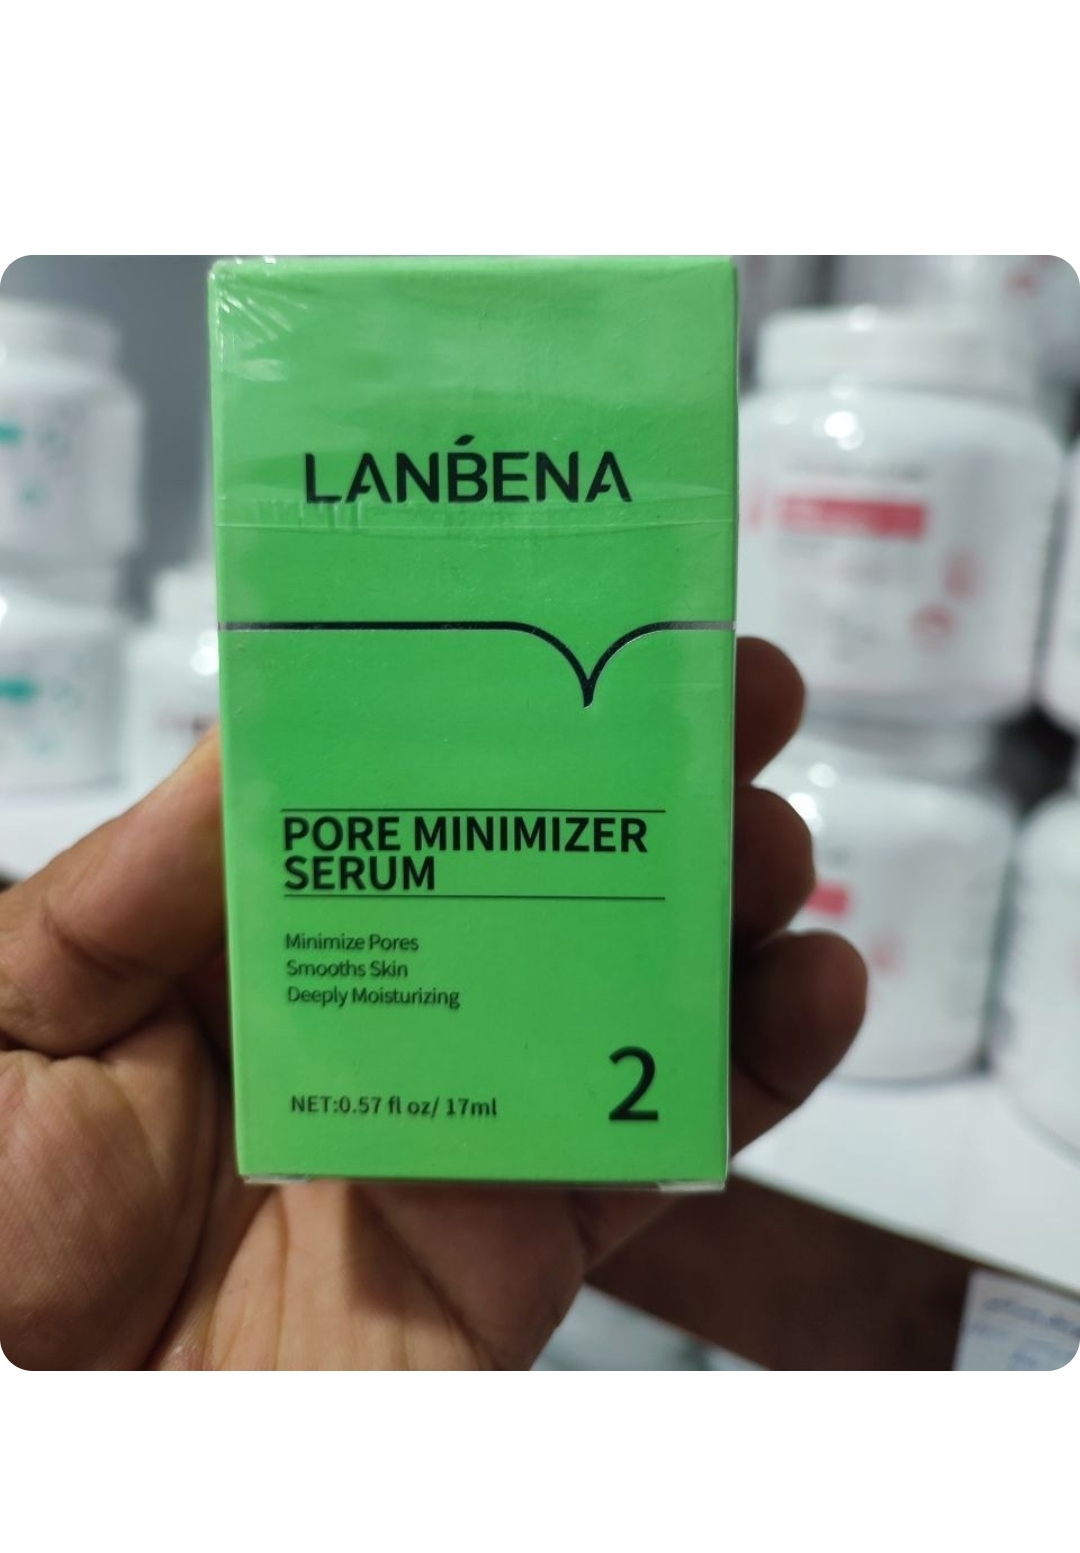 LANBENA
PORE MINIMIZER
SERUM
Minimize Pores
Smooths Skin
Deeply Moisturizing
NET:0.57 fl oz/ 17ml
2